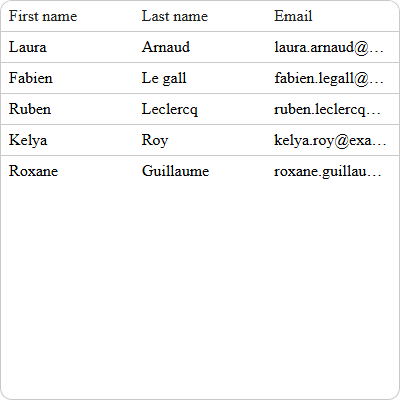 First name Last name Email
Laura Arnaud laura.arnaud@…
Fabien Le gall fabien.legall@…
Ruben Leclercq ruben.leclercq…
Kelya Roy kelya.roy@exa…
Roxane Guillaume roxane.guillau…